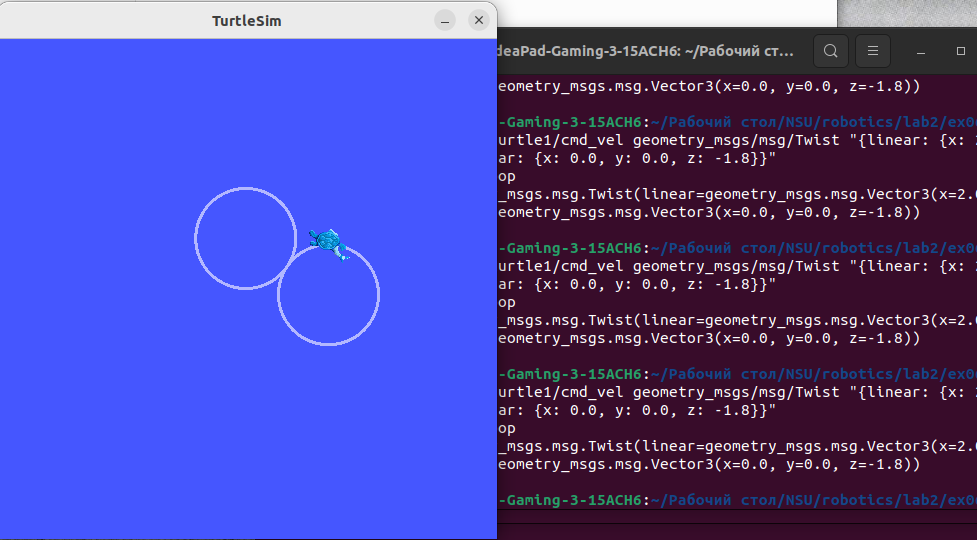 TurtleSim
deaPad-Gaming-3-15ACH6: ~/Рабочий ст...
eometry_msgs.msg.Vector3(x=0.0, y=0.0, z=-1.8))
-Gaming-3-15ACH6:~/Рабочий стол/NSU/robotics/lab2/ex0
urtle1/cmd_vel geometry_msgs/msg/Twist "{linear: {x:
ar: {x: 0.0, y: 0.0, z: -1.8}}"
op
_msgs.msg.Twist(linear=geometry_msgs.msg.Vector3(x=2.
eometry_msgs.msg.Vector3(x=0.0, y=0.0, z=-1.8))
-Gaming-3-15ACH6:~/Рабочий стол/NSU/robotics/lab2/ex0
urtle1/cmd_vel geometry_msgs/msg/Twist "{linear: {x:
ar: {x: 0.0, y: 0.0, z: -1.8}}"
op
_msgs.msg.Twist(linear=geometry_msgs.msg.Vector3(x=2.
eometry_msgs.msg.Vector3(x=0.0, y=0.0, z=-1.8))
-Gaming-3-15ACH6:~/Рабочий стол/NSU/robotics/lab2/ex0
urtle1/cmd_vel geometry_msgs/msg/Twist "{linear: {x:
ar: {x: 0.0, y: 0.0, z: -1.8}}"
op
_msgs.msg.Twist(linear=geometry_msgs.msg.Vector3(x=2.
eometry_msgs.msg.Vector3(x=0.0, y=0.0, z=-1.8))
-Gaming-3-15ACH6:~/Рабочий стол/NSU/robotics/lab2/ex0